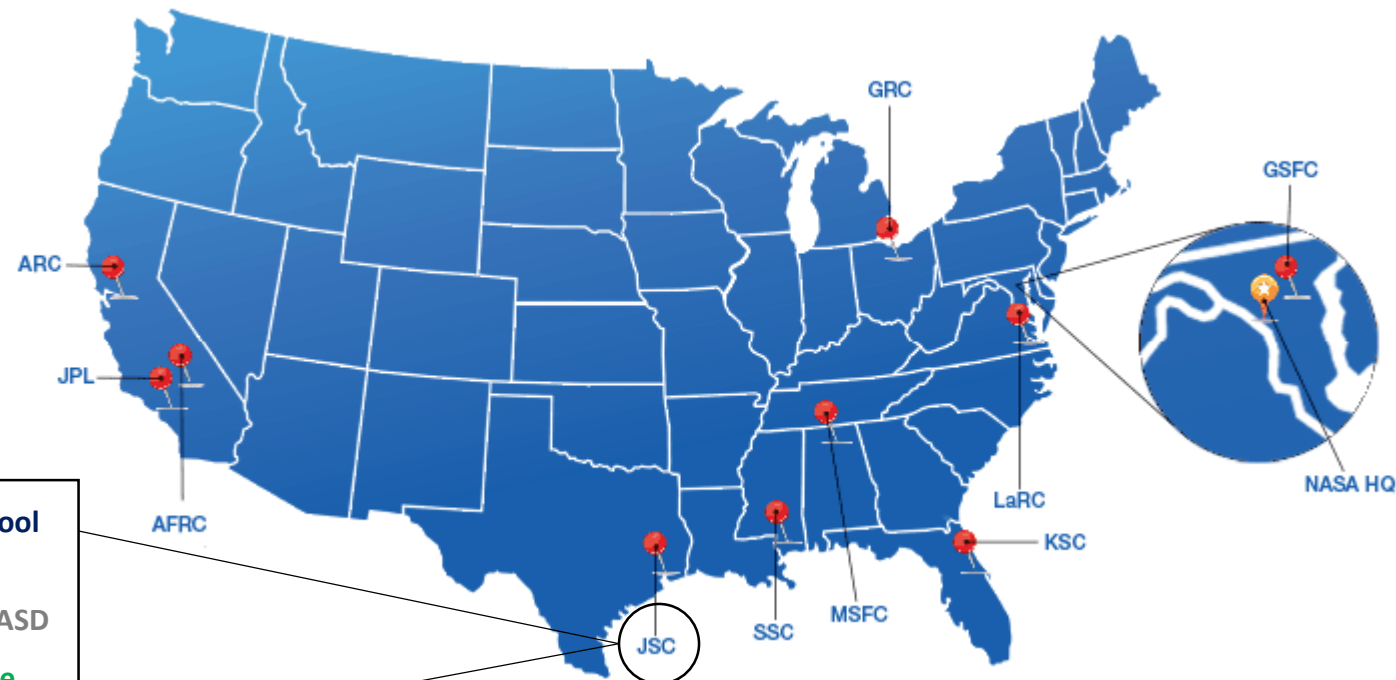 GRC
GSFC
ARC
JPL
NASA HQ
LaRC
AFRC
KSC
MSFC
SSC
JSC
ool
ASD
e